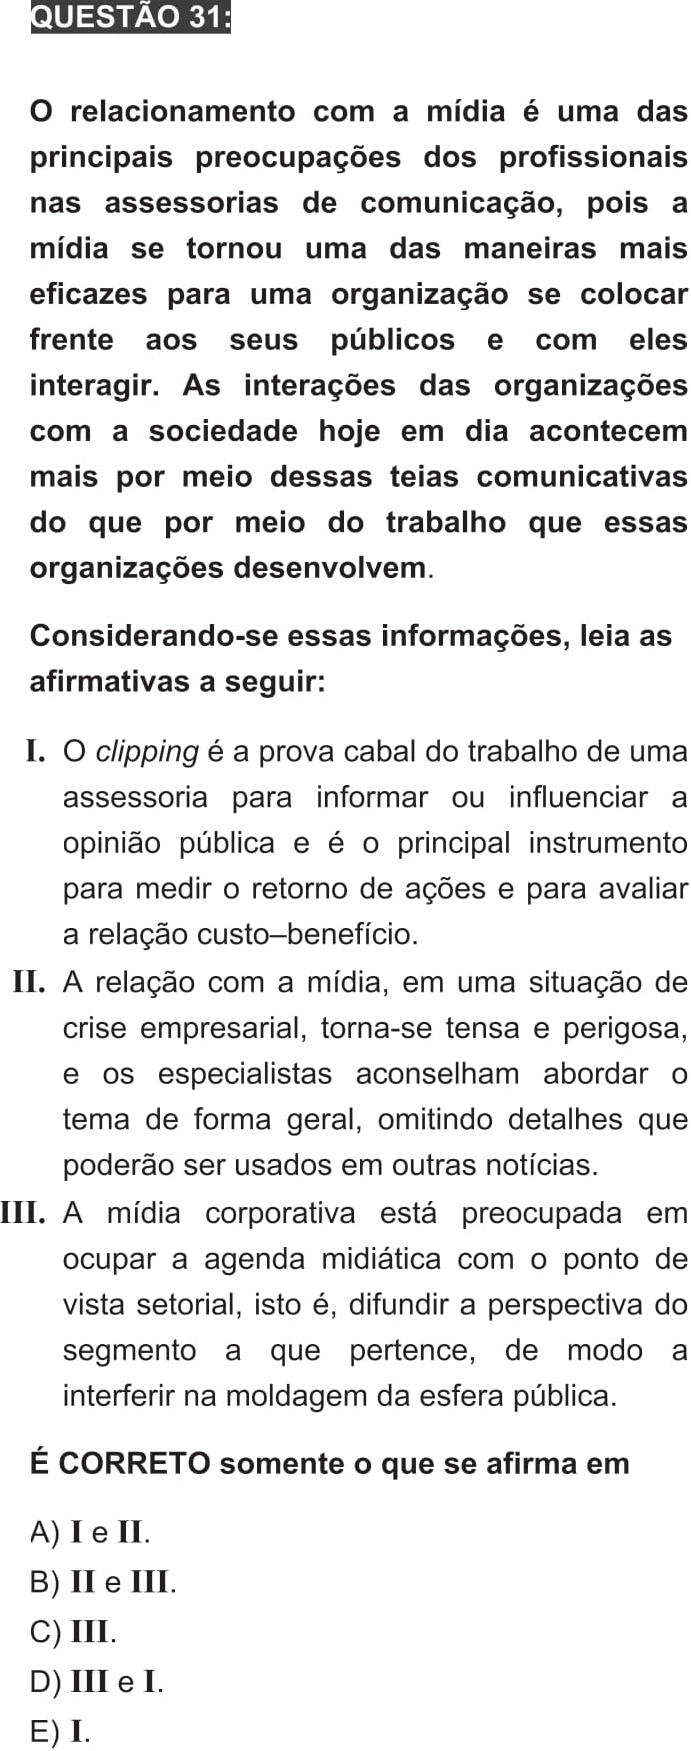 QUESTÃO 31:
O relacionamento com a mídia é uma das
principais preocupações dos profissionais
nas assessorias de comunicação, pois a
mídia se tornou uma das maneiras mais
eficazes para uma organização se colocar
frente aos seus públicos e com eles
interagir. As interações das organizações
com a sociedade hoje em dia acontecem
mais por meio dessas teias comunicativas
do que por meio do trabalho que essas
organizações desenvolvem.
Considerando-se essas informações, leia as
afirmativas a seguir:
I. O clipping é a prova cabal do trabalho de uma
assessoria para informar ou influenciar a
opinião pública e é o principal instrumento
para medir o retorno de ações e para avaliar
a relação custo–benefício.
II. A relação com a mídia, em uma situação de
crise empresarial, torna-se tensa e perigosa,
e os especialistas aconselham abordar o
tema de forma geral, omitindo detalhes que
poderão ser usados em outras notícias.
III. A mídia corporativa está preocupada em
ocupar a agenda midiática com o ponto de
vista setorial, isto é, difundir a perspectiva do
segmento a que pertence, de modo a
interferir na moldagem da esfera pública.
É CORRETO somente o que se afirma em
A) I e II.
B) II e III.
C) III.
D) III e I.
E) I.